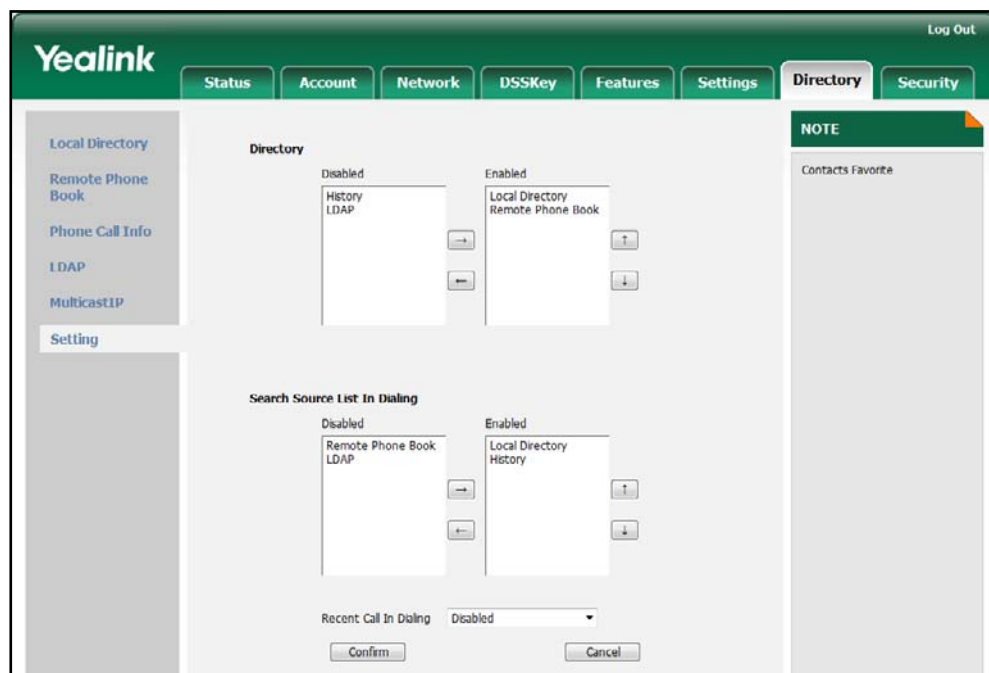 Log Out
Yealink
Status Account Network DSSKey Features Settings Directory Security
Local Directory
Remote Phone
Book
Phone Call Info
LDAP
MulticastIP
Setting
Directory
Disabled Enabled
History
LDAP
Local Directory
Remote Phone Book
→
←
↑
↓
Search Source List In Dialing
Disabled Enabled
Remote Phone Book
LDAP
Local Directory
History
→
←
↑
↓
Recent Call In Dialing Disabled
Confirm Cancel
NOTE
Contacts Favorite